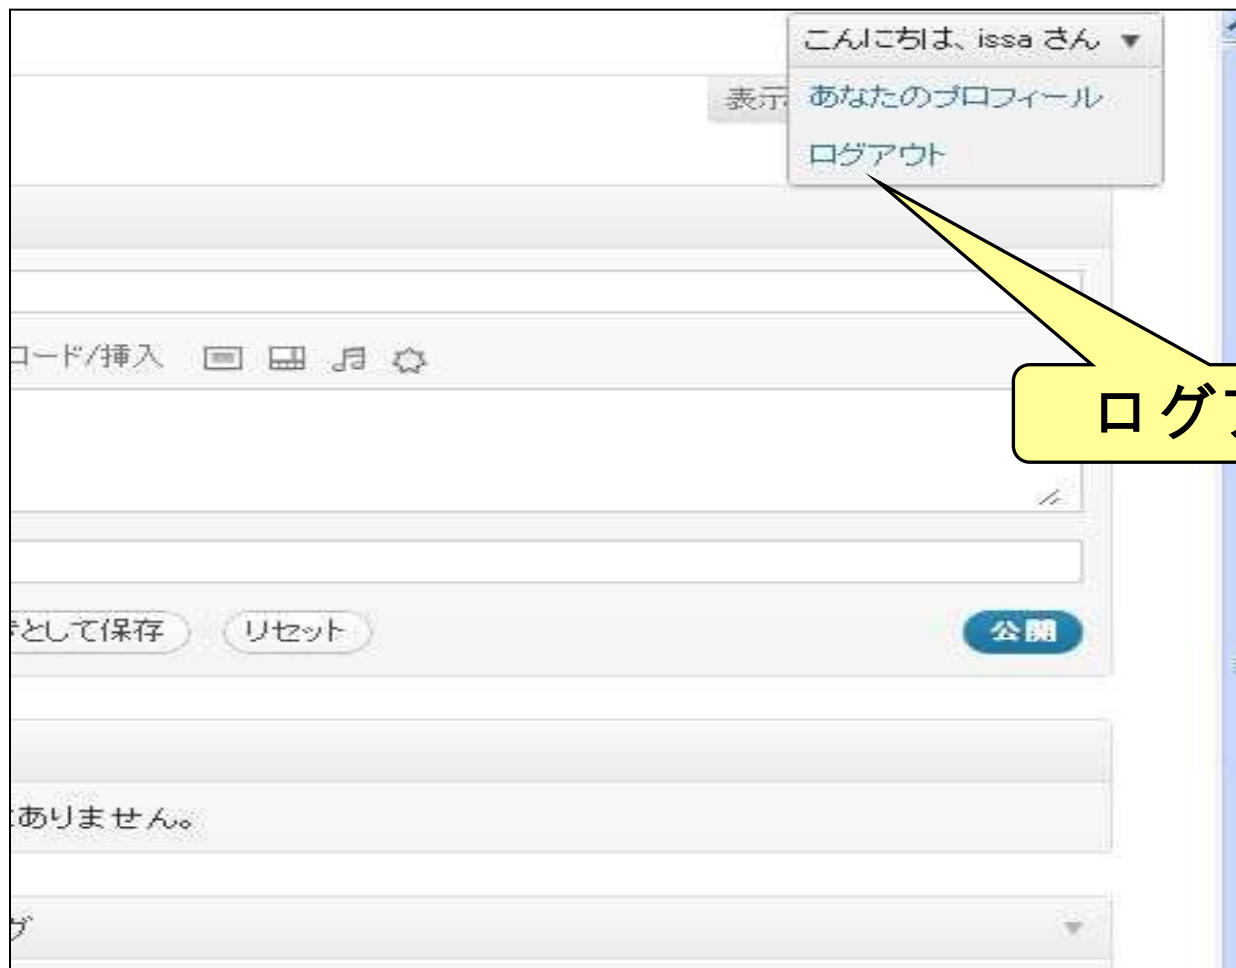 こんにちは、issa さん ▼
表示
あなたのプロフィール
ログアウト
ロード/挿入
ログア
きとして保存
リセット
公開
はありません。
グ